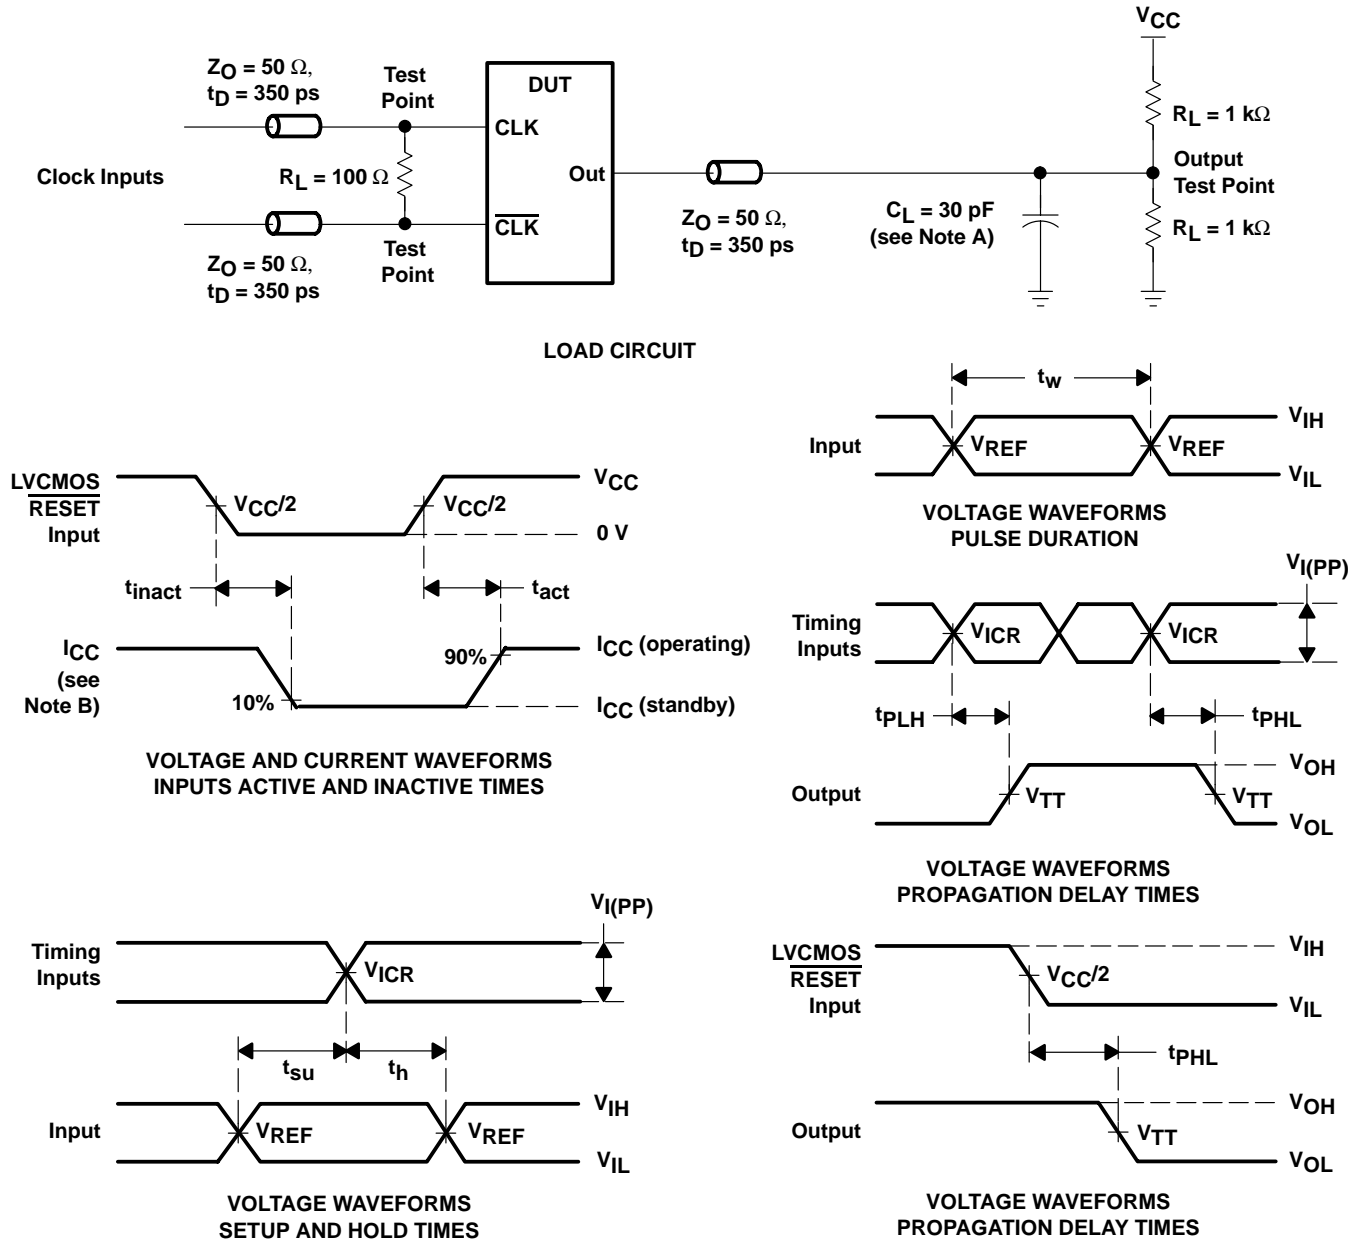 VCC
ZO = 50 Ω,
tD = 350 ps
Test
Point
DUT
CLK
RL = 1 kΩ
Clock Inputs
RL = 100 Ω
Out
Output
Test Point
CLK
ZO = 50 Ω,
tD = 350 ps
Test
Point
ZO = 50 Ω,
tD = 350 ps
CL = 30 pF
(see Note A)
RL = 1 kΩ
LOAD CIRCUIT
tw
Input
VREF
VREF
VIH
VIL
VOLTAGE WAVEFORMS
PULSE DURATION
LVCMOS
RESET
Input
VCC/2
VCC/2
VCC
0 V
tinact
tact
ICC
(see
Note B)
10%
90%
ICC (operating)
ICC (standby)
VOLTAGE AND CURRENT WAVEFORMS
INPUTS ACTIVE AND INACTIVE TIMES
VI(PP)
Timing
Inputs
VICR
VICR
tPLH
tPHL
Output
VTT
VTT
VOH
VOL
VOLTAGE WAVEFORMS
PROPAGATION DELAY TIMES
VI(PP)
Timing
Inputs
VICR
tsu
th
Input
VREF
VREF
VIH
VIL
VOLTAGE WAVEFORMS
SETUP AND HOLD TIMES
LVCMOS
RESET
Input
VCC/2
VIH
VIL
tPHL
Output
VTT
VOH
VOL
VOLTAGE WAVEFORMS
PROPAGATION DELAY TIMES